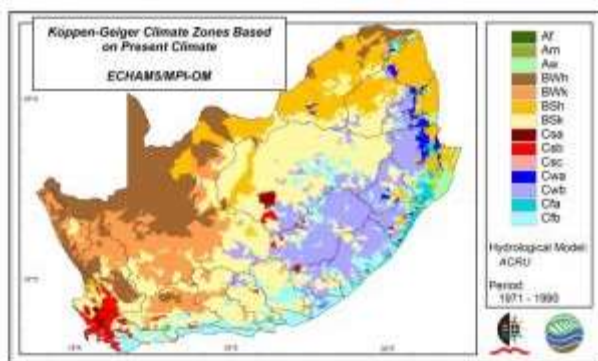 Köppen-Geiger Climate Zones Based
on Present Climate
ECHAM5/MPI-OM
Af
Am
Aw
BWh
BWk
BSh
BSk
Csa
Csb
Csc
Cwa
Cwb
Cfa
Cfb
Hydrological Model:
ACRU
Period:
1971 - 1990